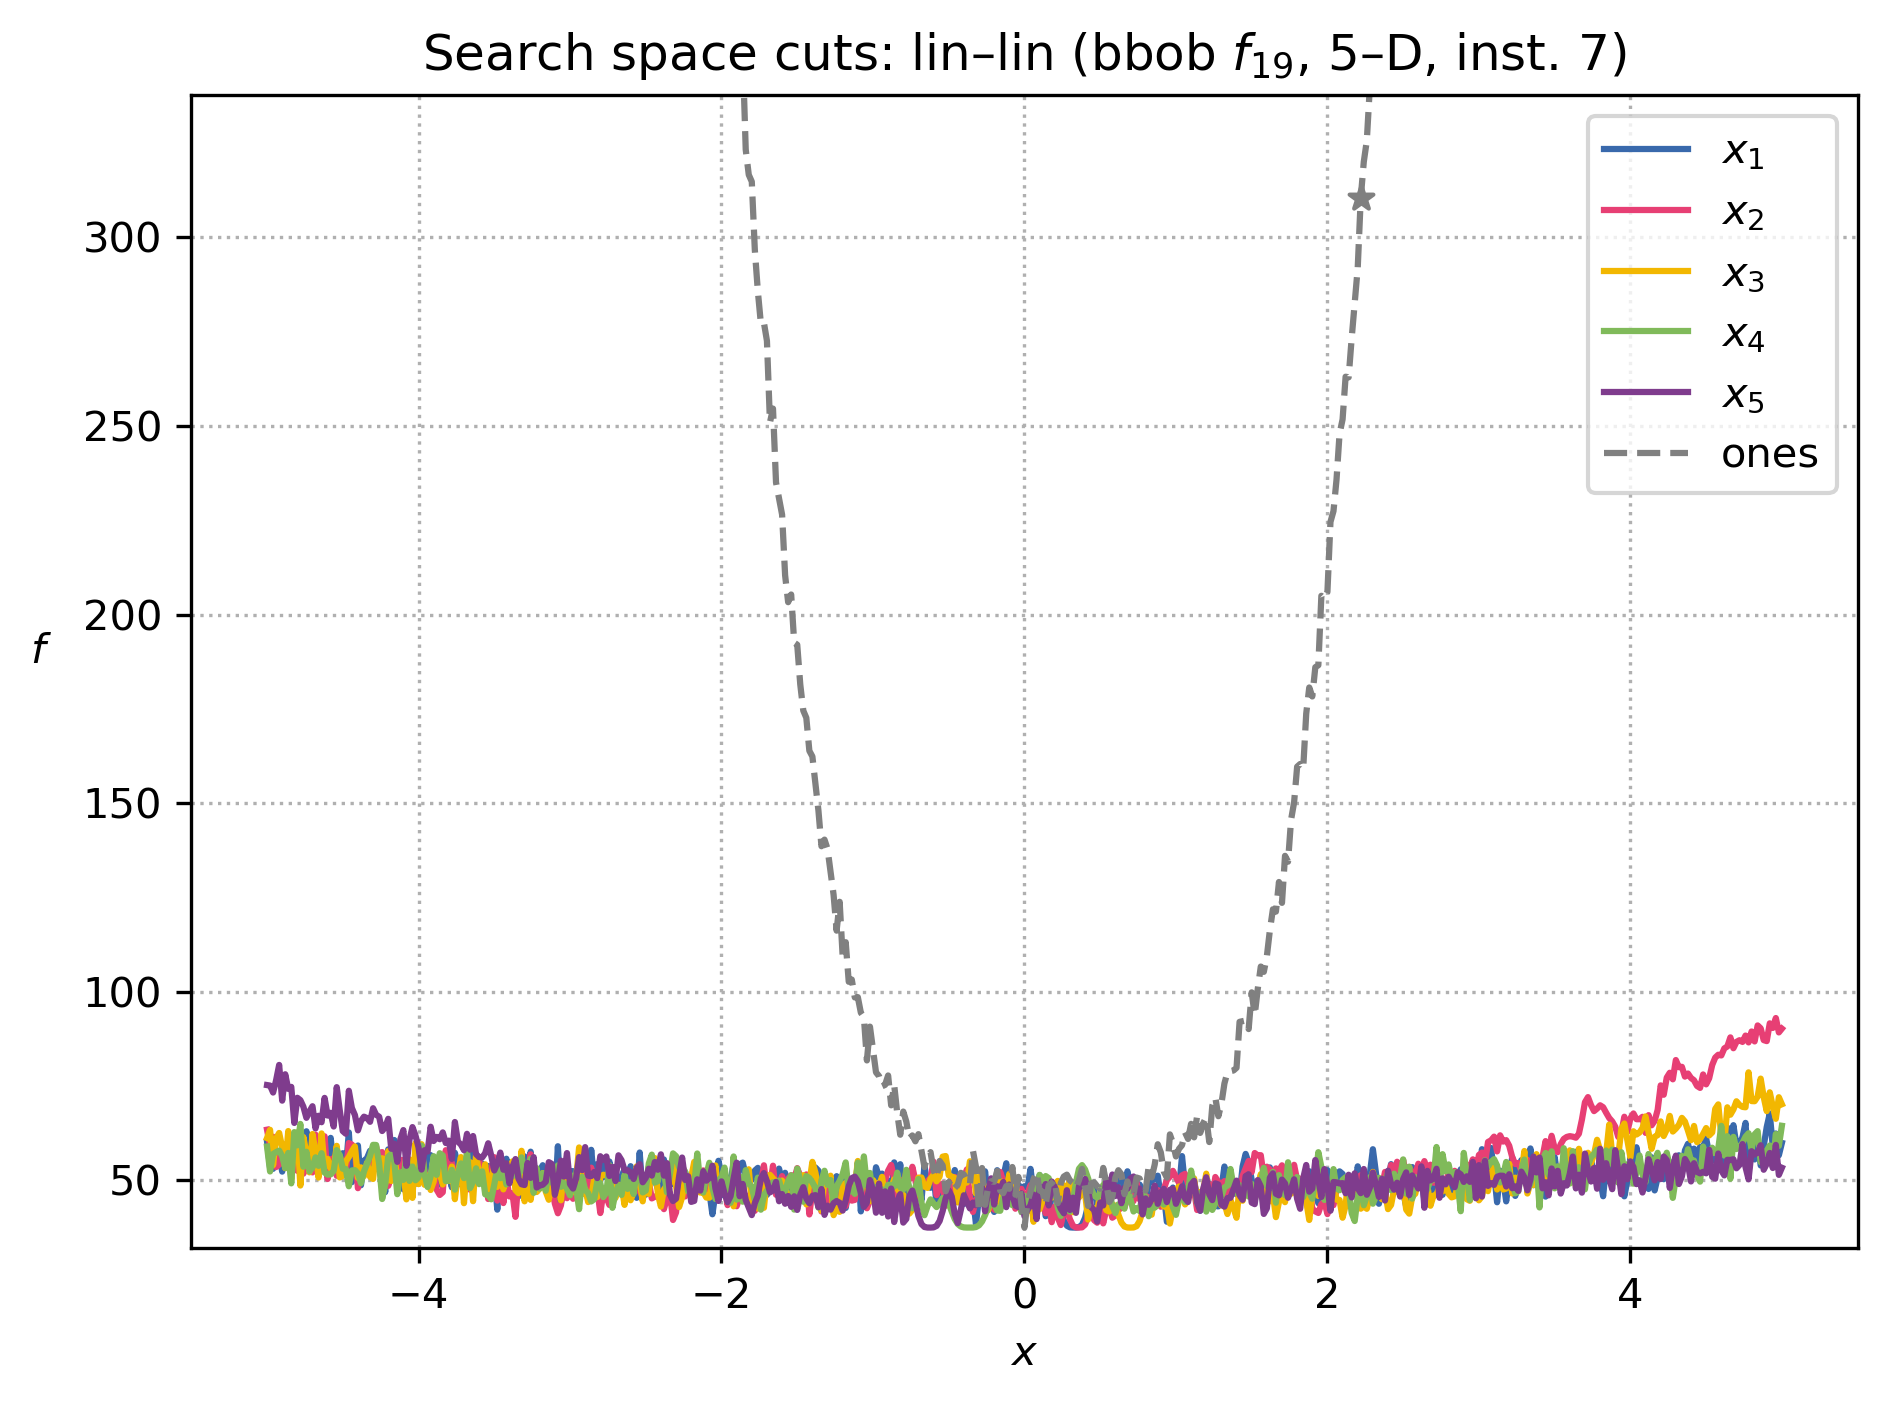 Search space cuts: lin–lin (bbob f₁₉, 5–D, inst. 7)
x₁
x₂
x₃
x₄
x₅
ones
300
250
200
150
100
50
f
−4
−2
0
2
4
x